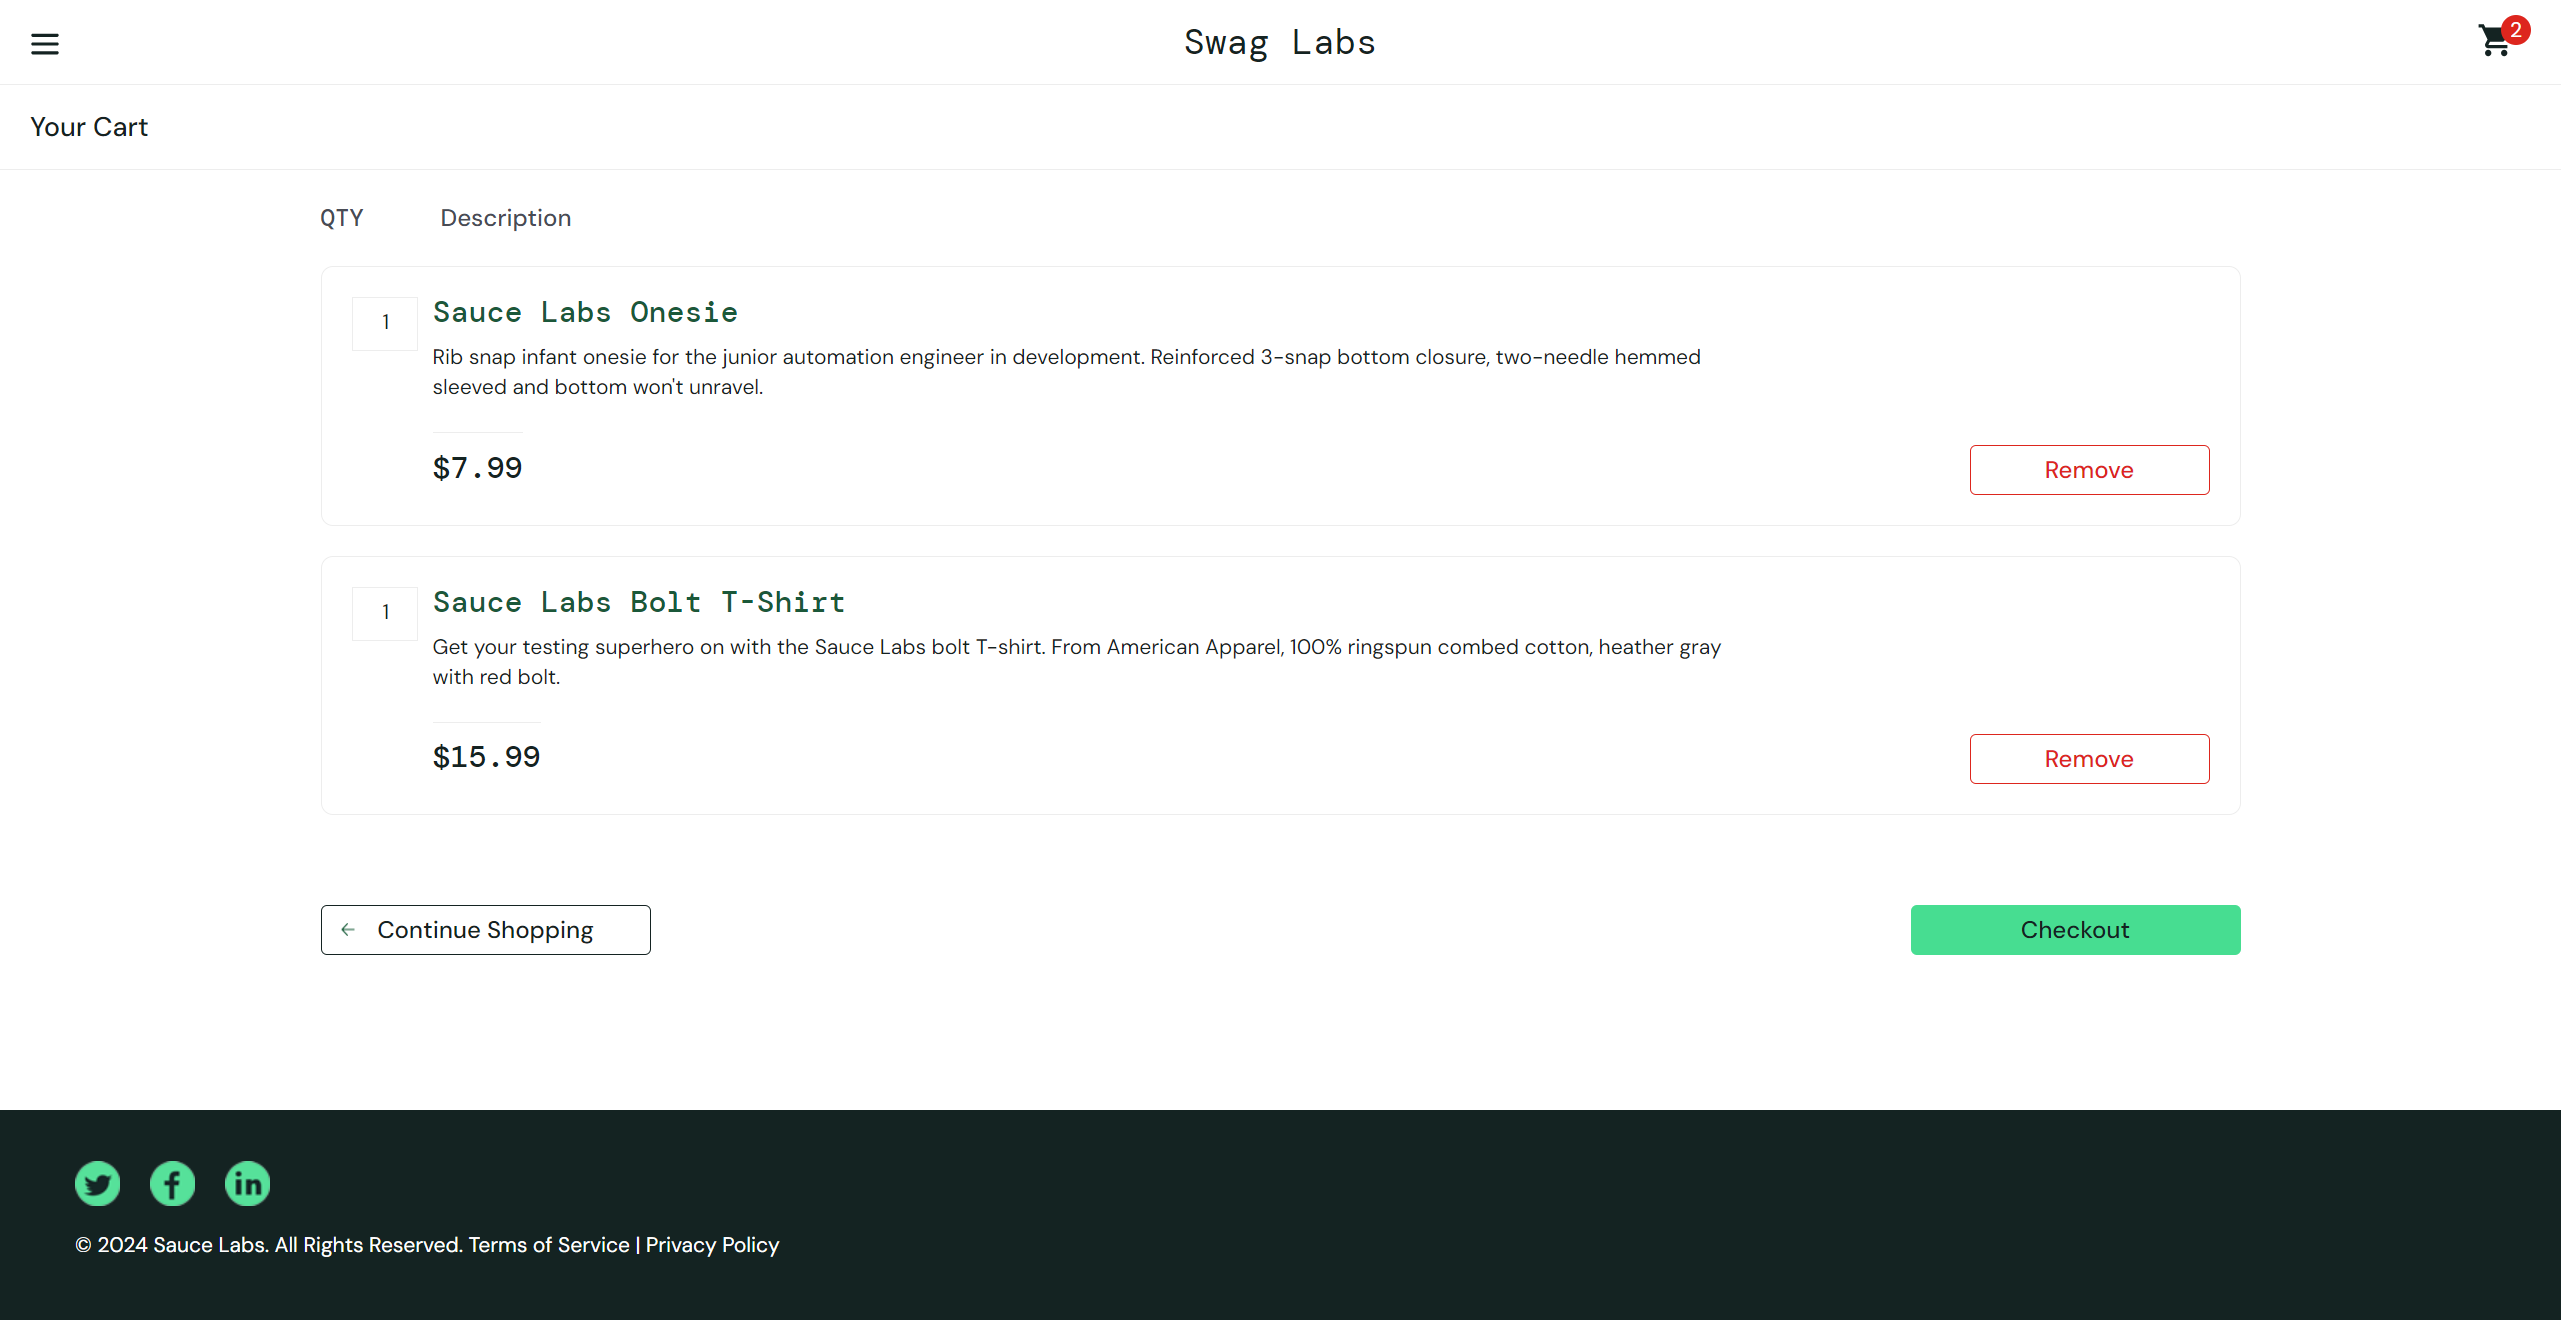 Swag Labs
2
Your Cart
QTY Description
1 Sauce Labs Onesie
Rib snap infant onesie for the junior automation engineer in development. Reinforced 3-snap bottom closure, two-needle hemmed
sleeved and bottom won't unravel.
$7.99
Remove
1 Sauce Labs Bolt T-Shirt
Get your testing superhero on with the Sauce Labs bolt T-shirt. From American Apparel, 100% ringspun combed cotton, heather gray
with red bolt.
$15.99
Remove
Continue Shopping
Checkout
© 2024 Sauce Labs. All Rights Reserved. Terms of Service | Privacy Policy